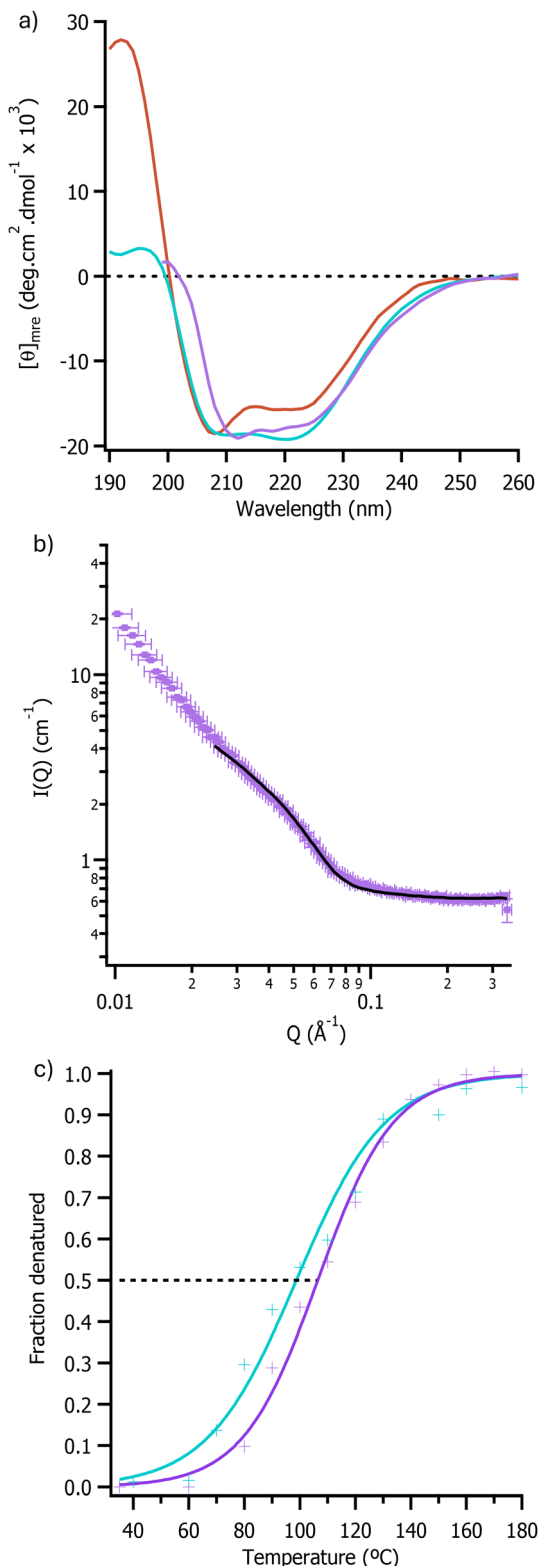 a)
30
20
10
0
-10
-20
[θ]mre (deg.cm2.dmol-1 x 103)
190 200 210 220 230 240 250 260
Wavelength (nm)
b)
4
2
10
8
6
4
2
1
8
6
4
I(Q) (cm-1)
0.01 2 3 4 5 6 7 8 9 0.1 2 3
Q (Å-1)
c)
1.0
0.9
0.8
0.7
0.6
0.5
0.4
0.3
0.2
0.1
0.0
Fraction denatured
40 60 80 100 120 140 160 180
Temperature (ºC)